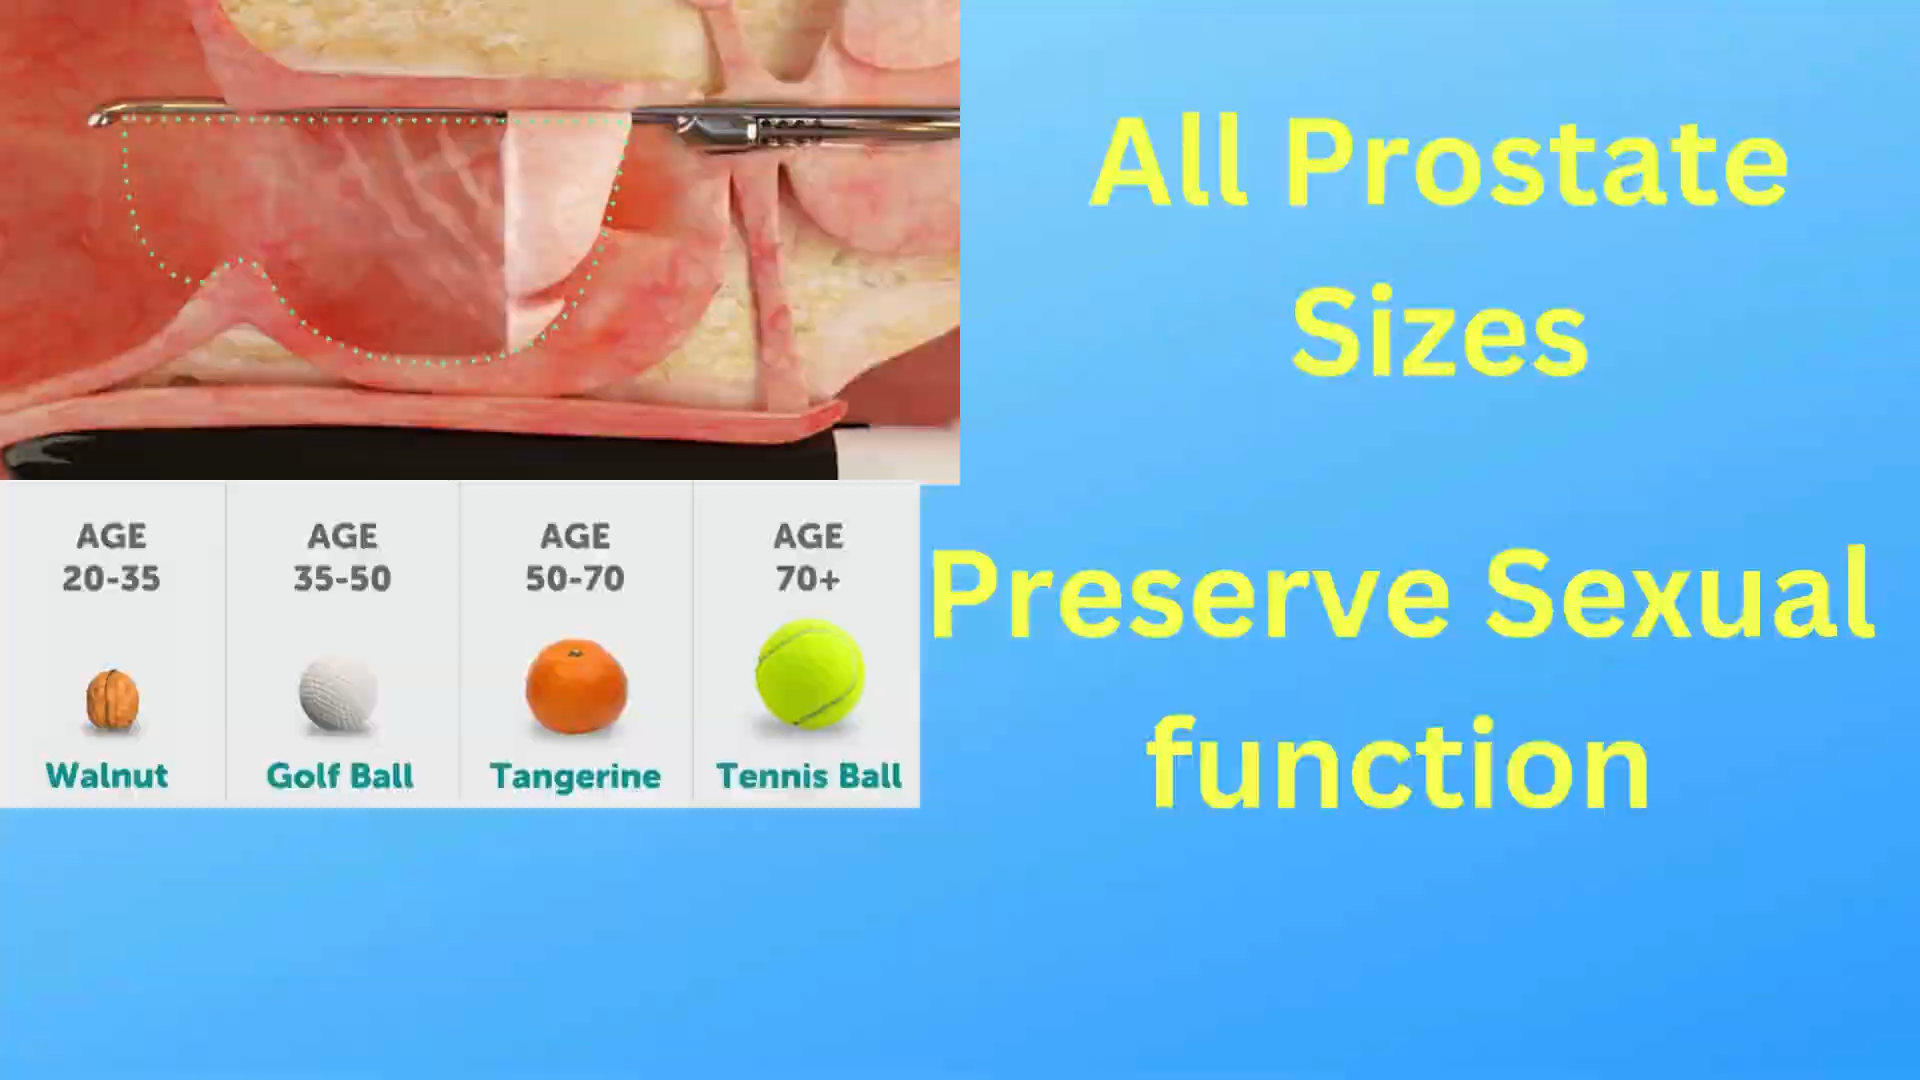 All Prostate
Sizes
Preserve Sexual
function
AGE
20-35
AGE
35-50
AGE
50-70
AGE
70+
Walnut
Golf Ball
Tangerine
Tennis Ball